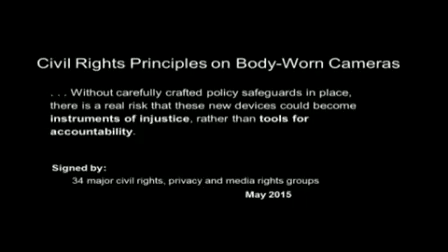 Civil Rights Principles on Body-Worn Cameras
. . . Without carefully crafted policy safeguards in place,
there is a real risk that these new devices could become
instruments of injustice, rather than tools for
accountability.
Signed by:
34 major civil rights, privacy and media rights groups
May 2015